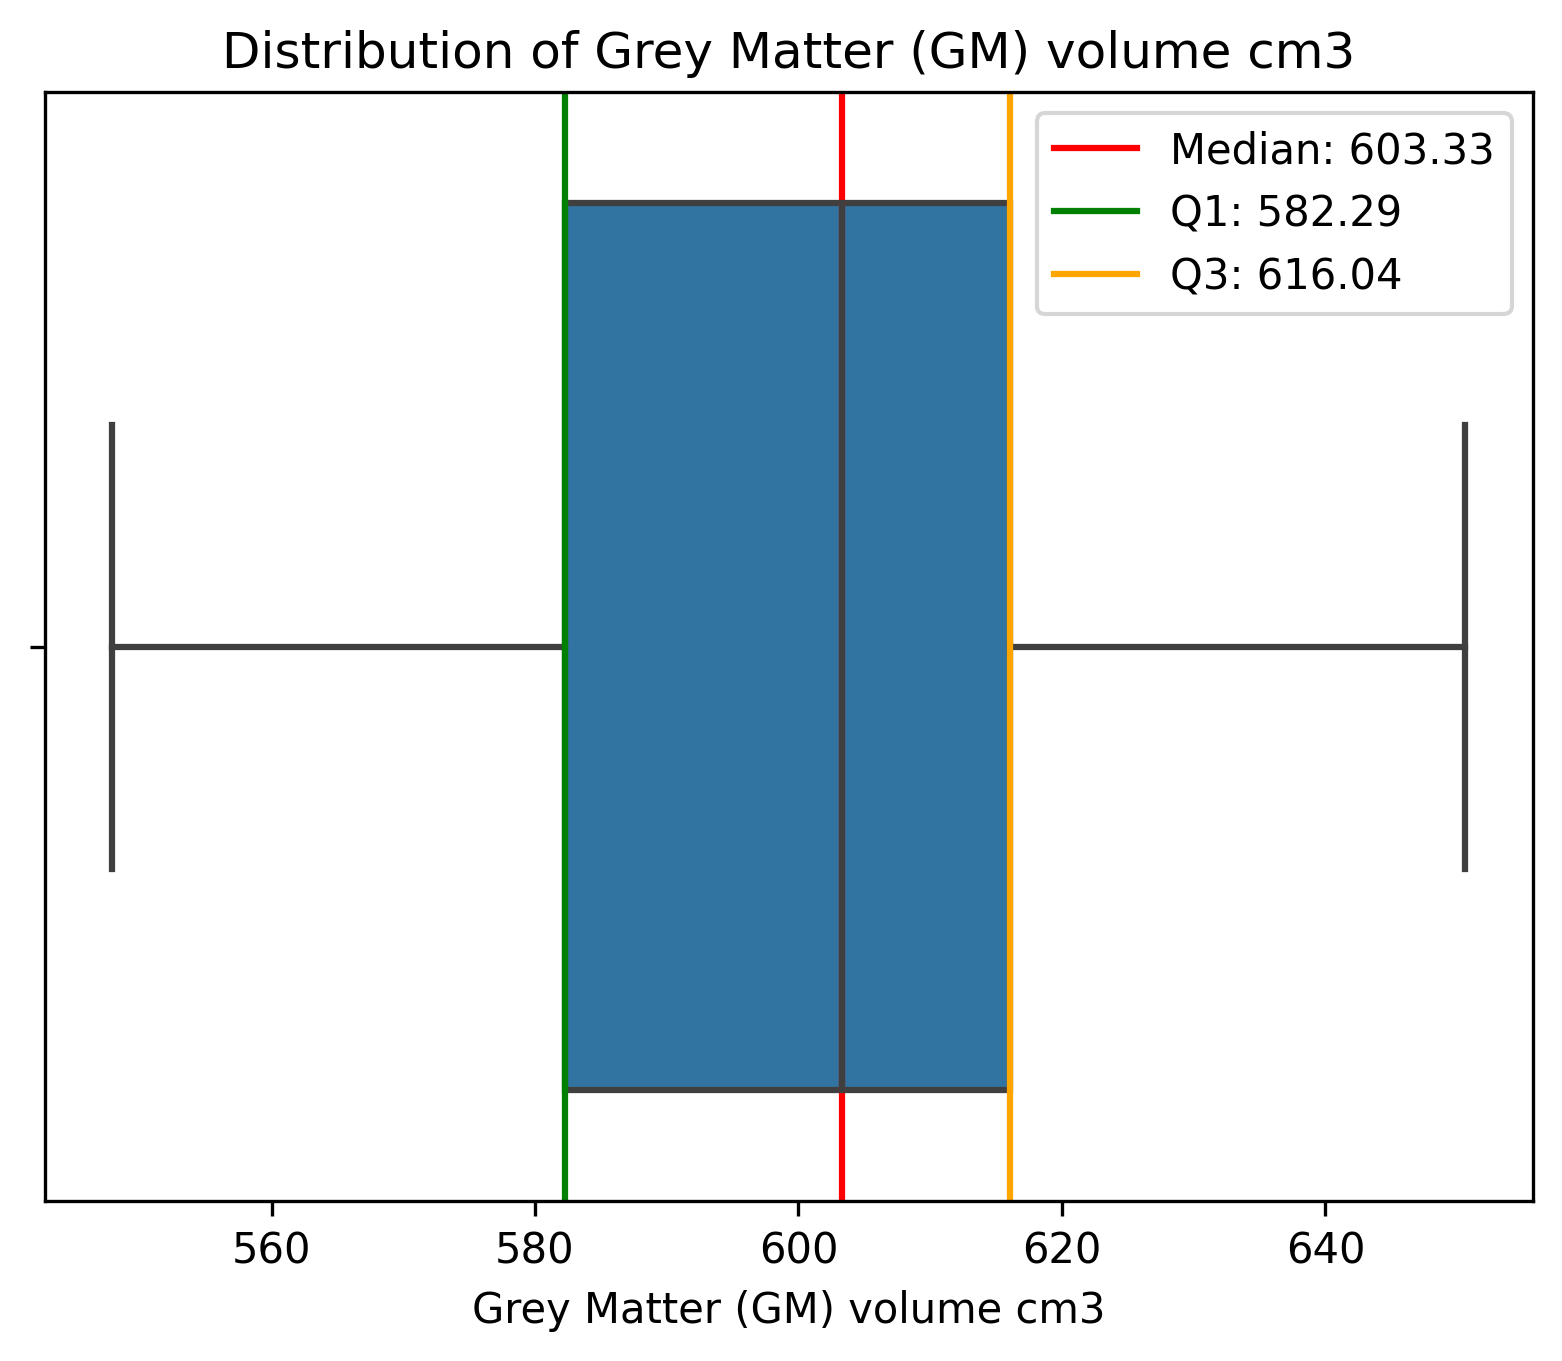 Distribution of Grey Matter (GM) volume cm3
Median: 603.33
Q1: 582.29
Q3: 616.04
560 580 600 620 640
Grey Matter (GM) volume cm3